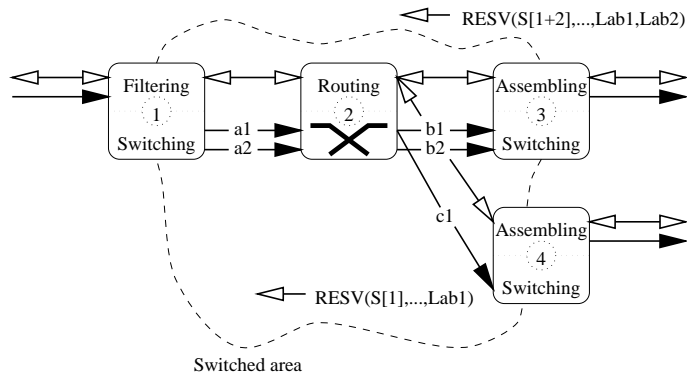 RESV(S[1+2],...,Lab1,Lab2)
Filtering
1
Switching
a1
a2
Routing
2
b1
b2
c1
Assembling
3
Switching
Assembling
4
Switching
RESV(S[1],...,Lab1)
Switched area